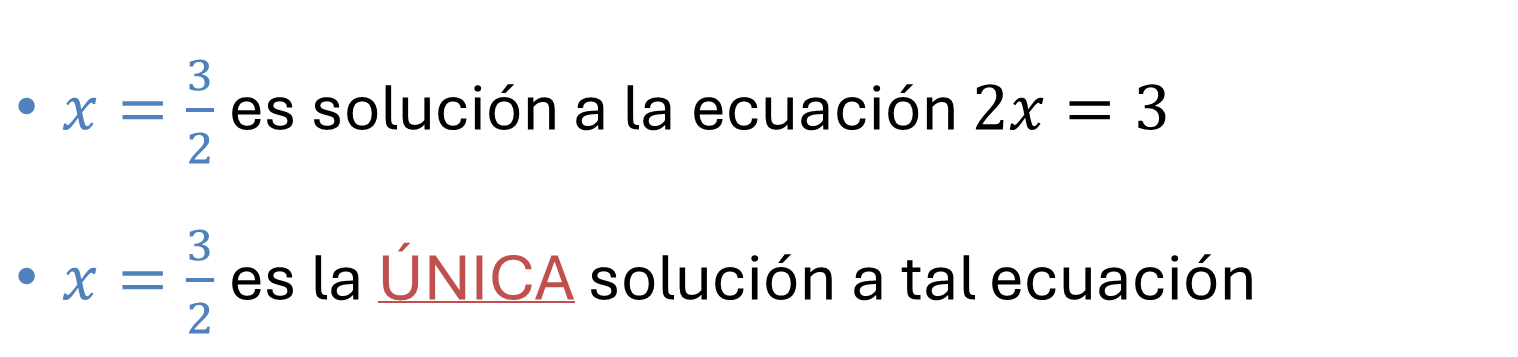 • x = 3/2 es solución a la ecuación 2x = 3
• x = 3/2 es la ÚNICA solución a tal ecuación